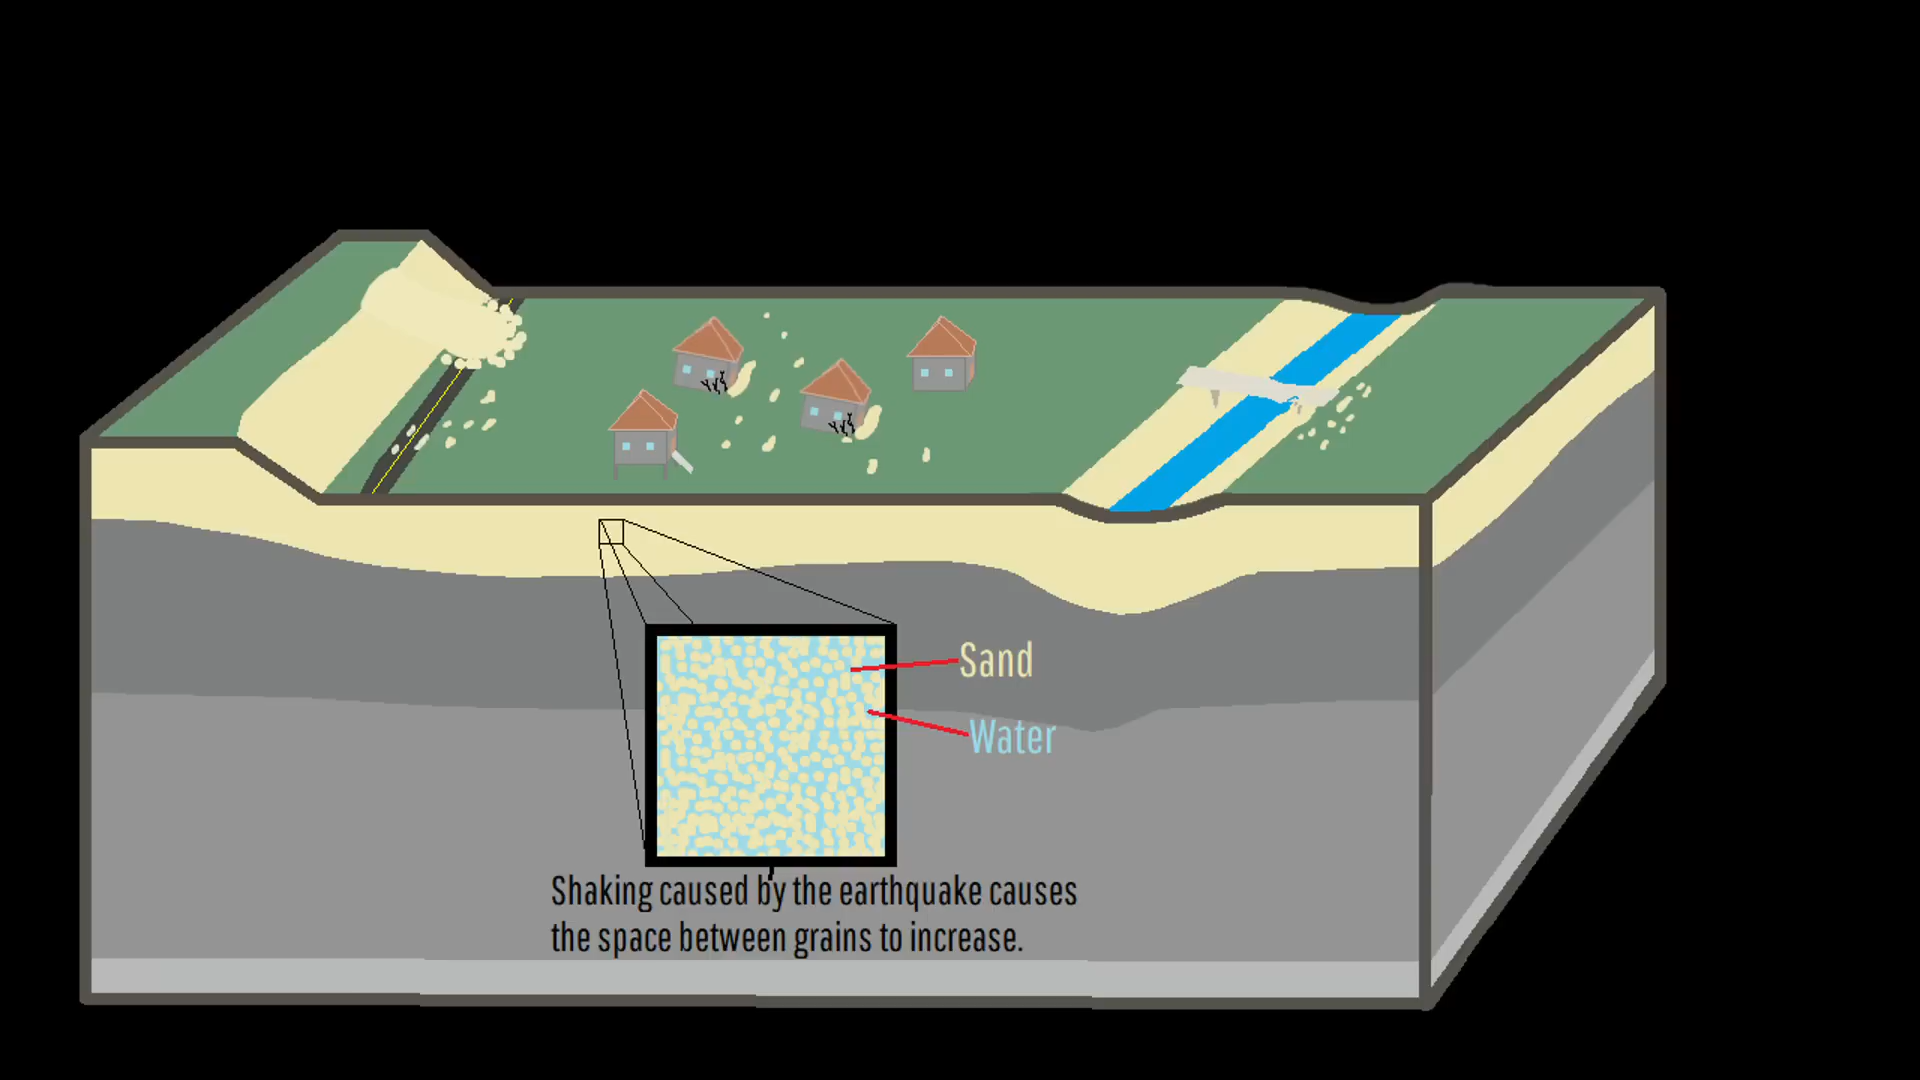 Sand
Water
Shaking caused by the earthquake causes
the space between grains to increase.